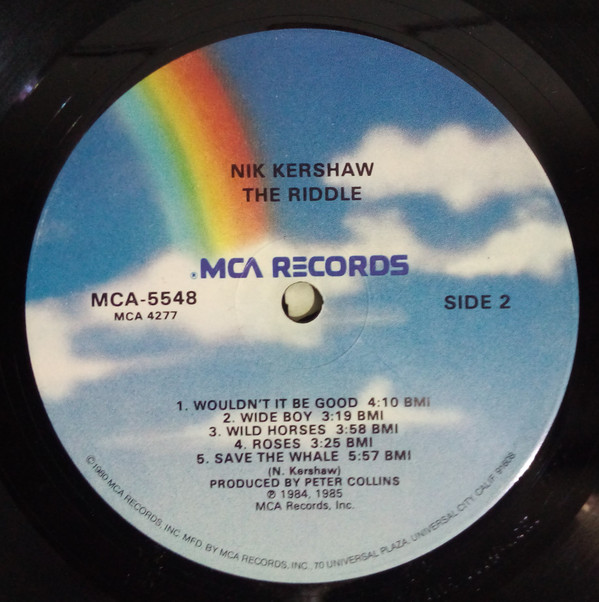 NIK KERSHAW
THE RIDDLE
.MCA RECORDS
MCA-5548
MCA 4277
SIDE 2
1. WOULDN'T IT BE GOOD 4:10 BMI
2. WIDE BOY 3:19 BMI
3. WILD HORSES 3:58 BMI
4. ROSES 3:25 BMI
5. SAVE THE WHALE 5:57 BMI
(N. Kershaw)
PRODUCED BY PETER COLLINS
℗ 1984, 1985
MCA Records, Inc.
©1980 MCA RECORDS, INC. MFD. BY MCA RECORDS, INC., 70 UNIVERSAL PLAZA, UNIVERSAL CITY, CALIF. 91608